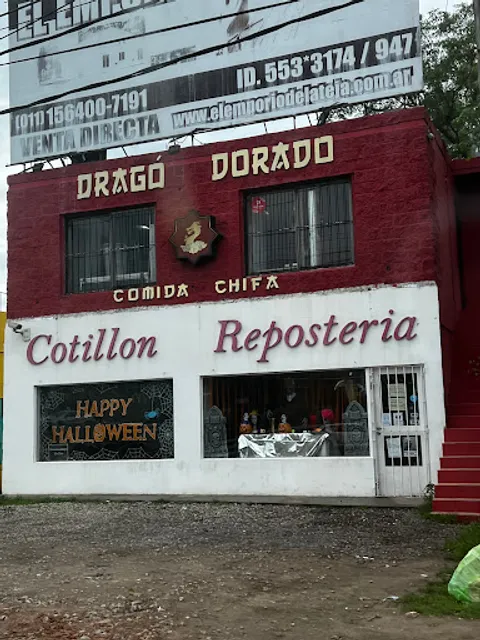 (011) 156400-7191
VENTA DIRECTA
ID. 553*3174 / 947
www.elemporiodelateja.com.ar
DRAGÓ DORADO
COMIDA CHIFA
Cotillon Reposteria
HAPPY
HALLOWEEN